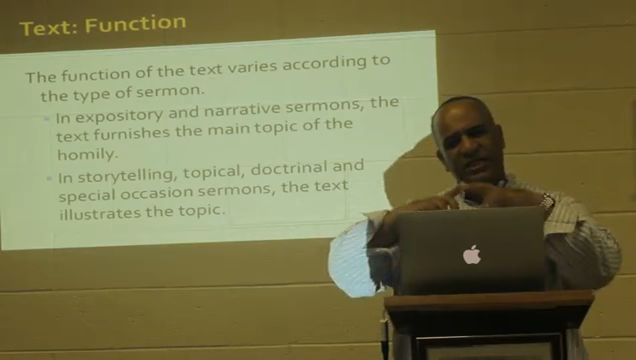 Text: Function
The function of the text varies according to
the type of sermon.
In expository and narrative sermons, the
text furnishes the main topic of the
homily.
In storytelling, topical, doctrinal and
special occasion sermons, the text
illustrates the topic.